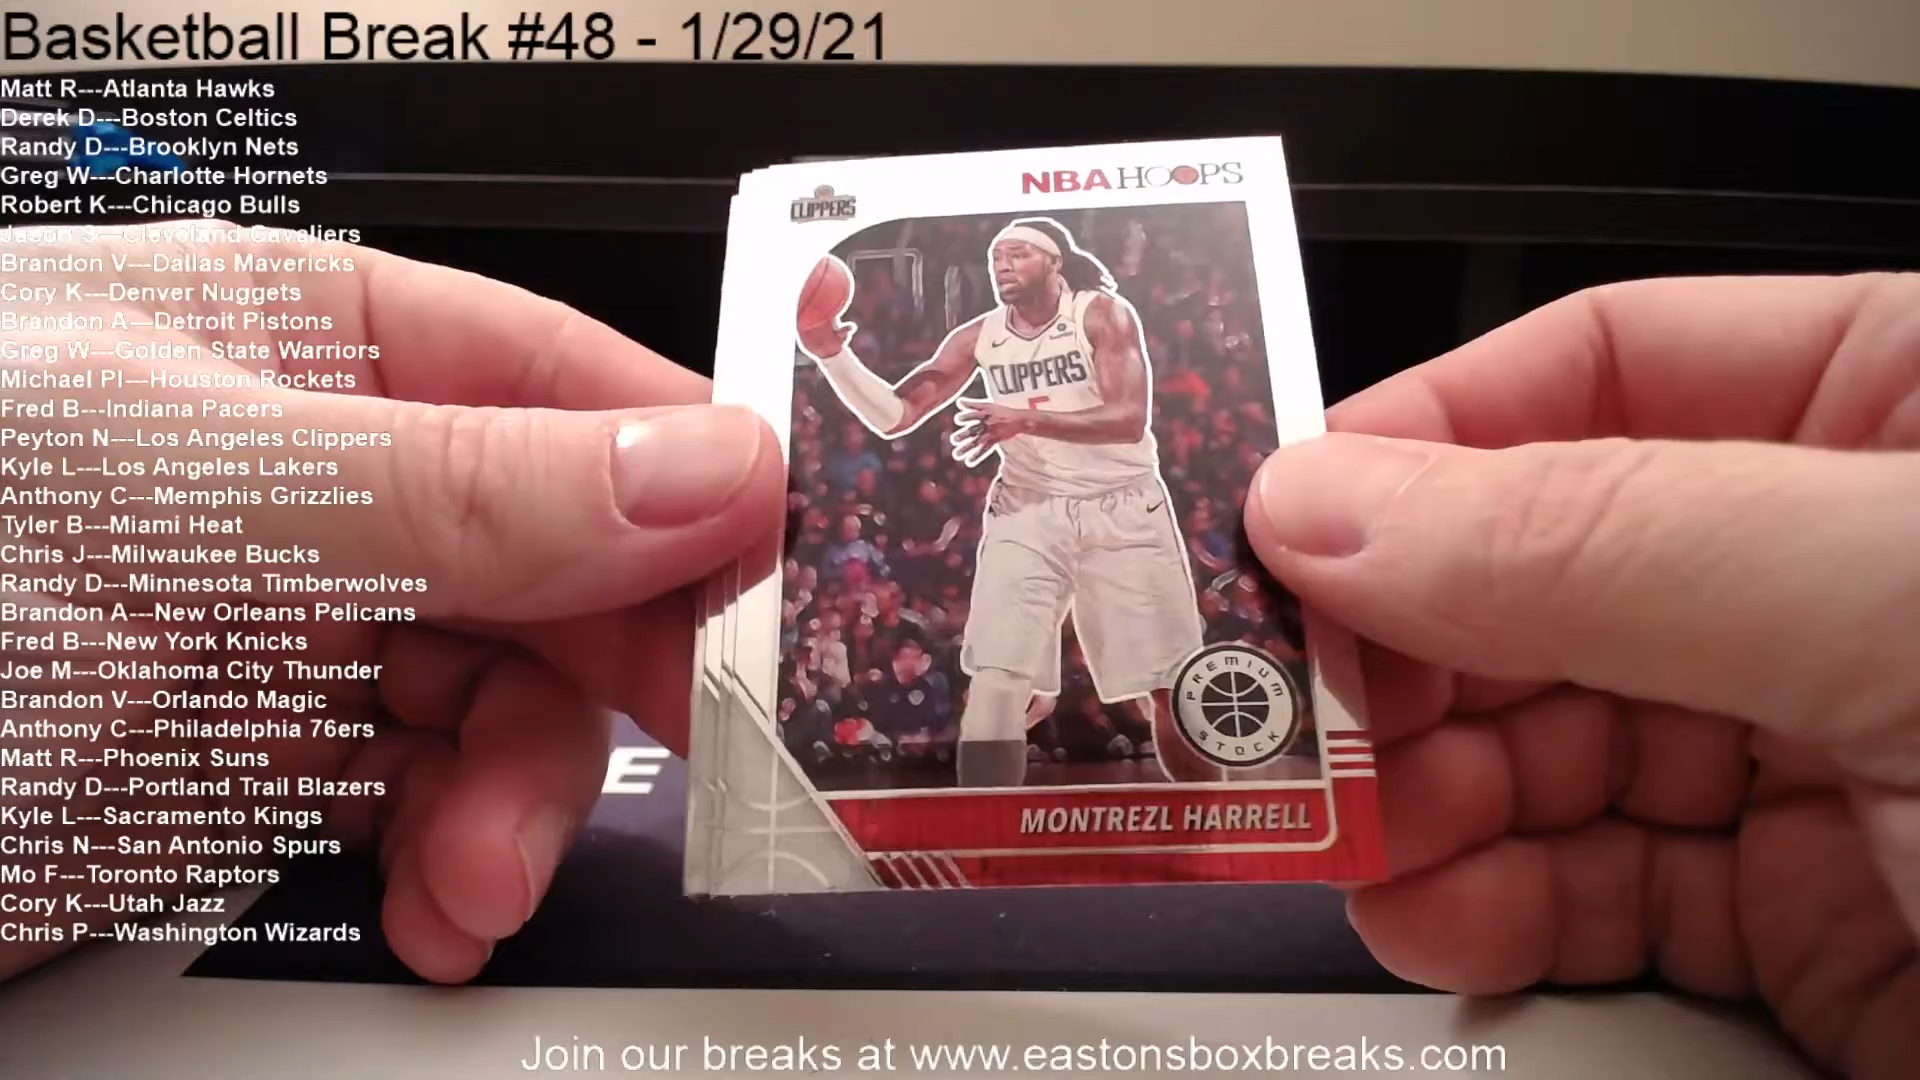 Basketball Break #48 - 1/29/21
Matt R---Atlanta Hawks
Derek D---Boston Celtics
Randy D---Brooklyn Nets
Greg W---Charlotte Hornets
Robert K---Chicago Bulls
Jason S---Cleveland Cavaliers
Brandon V---Dallas Mavericks
Cory K---Denver Nuggets
Brandon A---Detroit Pistons
Greg W---Golden State Warriors
Michael Pl---Houston Rockets
Fred B---Indiana Pacers
Peyton N---Los Angeles Clippers
Kyle L---Los Angeles Lakers
Anthony C---Memphis Grizzlies
Tyler B---Miami Heat
Chris J---Milwaukee Bucks
Randy D---Minnesota Timberwolves
Brandon A---New Orleans Pelicans
Fred B---New York Knicks
Joe M---Oklahoma City Thunder
Brandon V---Orlando Magic
Anthony C---Philadelphia 76ers
Matt R---Phoenix Suns
Randy D---Portland Trail Blazers
Kyle L---Sacramento Kings
Chris N---San Antonio Spurs
Mo F---Toronto Raptors
Cory K---Utah Jazz
Chris P---Washington Wizards
NBA HOOPS
CLIPPERS
CLIPPERS
5
PREMIUM
STOCK
E
MONTREZL HARRELL
Join our breaks at www.eastonsboxbreaks.com